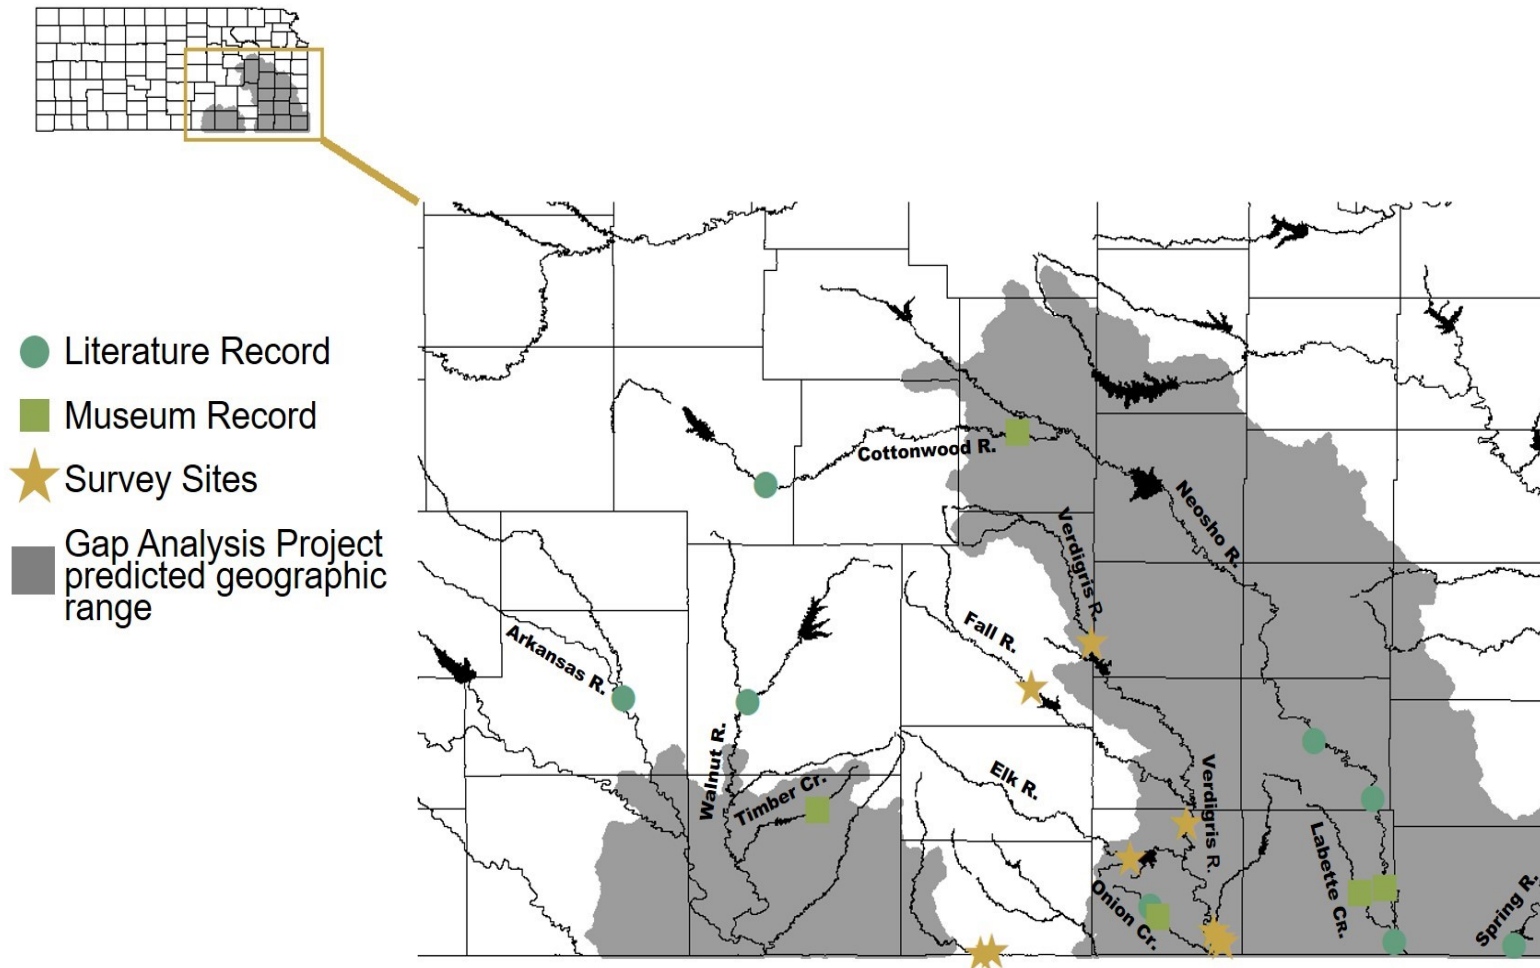 Literature Record
Museum Record
Survey Sites
Gap Analysis Project
predicted geographic
range
Cottonwood R.
Neosho R.
Verdigris R.
Fall R.
Arkansas R.
Walnut R.
Timber Cr.
Elk R.
Verdigris R.
Labette Cr.
Onion Cr.
Spring R.